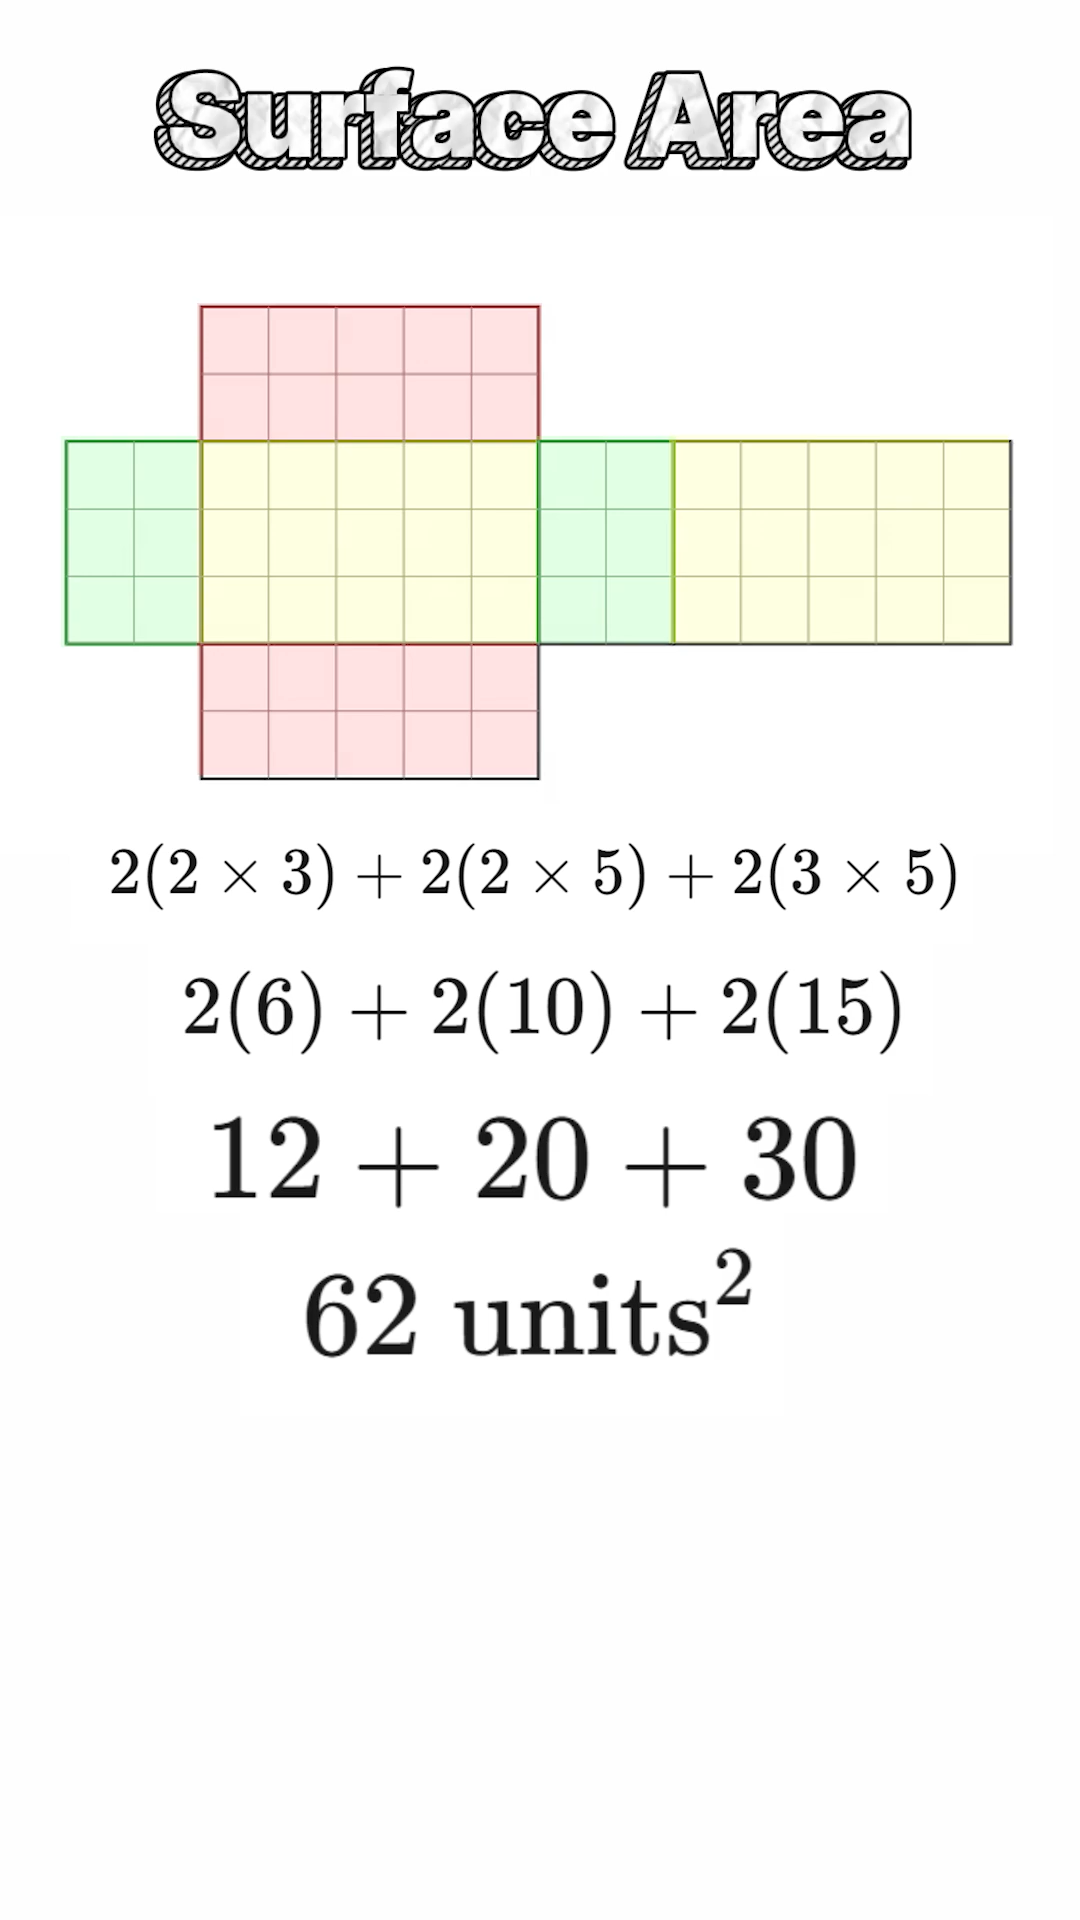 Surface Area
2(2 × 3) + 2(2 × 5) + 2(3 × 5)
2(6) + 2(10) + 2(15)
12 + 20 + 30
62 units²